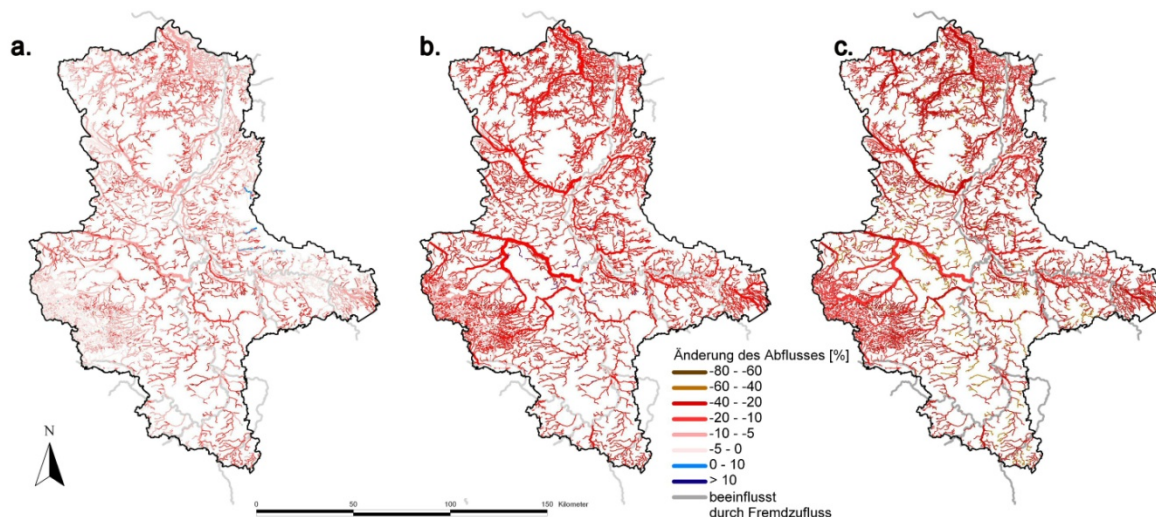 a.
b.
c.
Änderung des Abflusses [%]
-80 - -60
-60 - -40
-40 - -20
-20 - -10
-10 - -5
-5 - 0
0 - 10
> 10
beeinflusst
durch Fremdzufluss
N
0 50 100 150 Kilometer